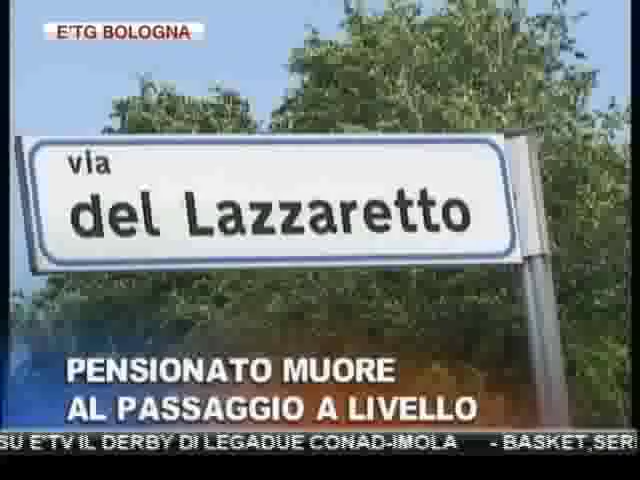 E'TG BOLOGNA
via
del Lazzaretto
PENSIONATO MUORE
AL PASSAGGIO A LIVELLO
SU E'TV IL DERBY DI LEGADUE CONAD-IMOLA - BASKET,SER